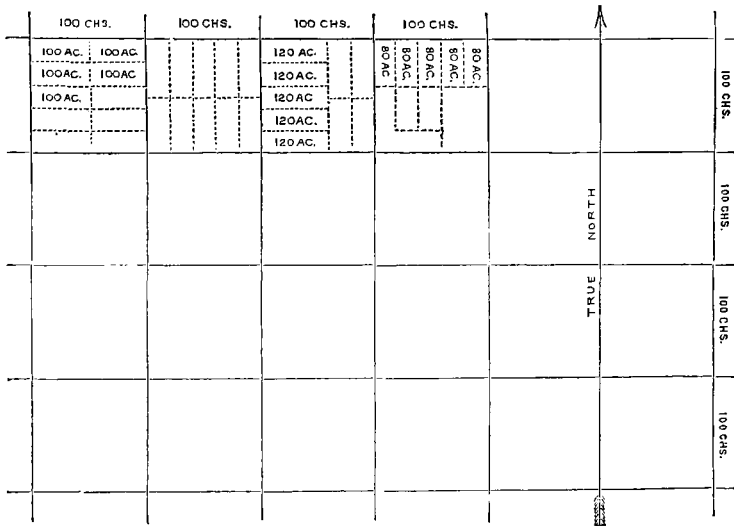 100 CHS. 100 CHS. 100 CHS. 100 CHS.
100 AC. 100 AC. 120 AC. 80 AC 80 AC. 80 AC. 80 AC. 80 AC.
100 AC. 100 AC 120 AC.
100 AC. 120 AC
120 AC.
120 AC.
100 CHS.
100 CHS.
100 CHS.
100 CHS.
TRUE NORTH